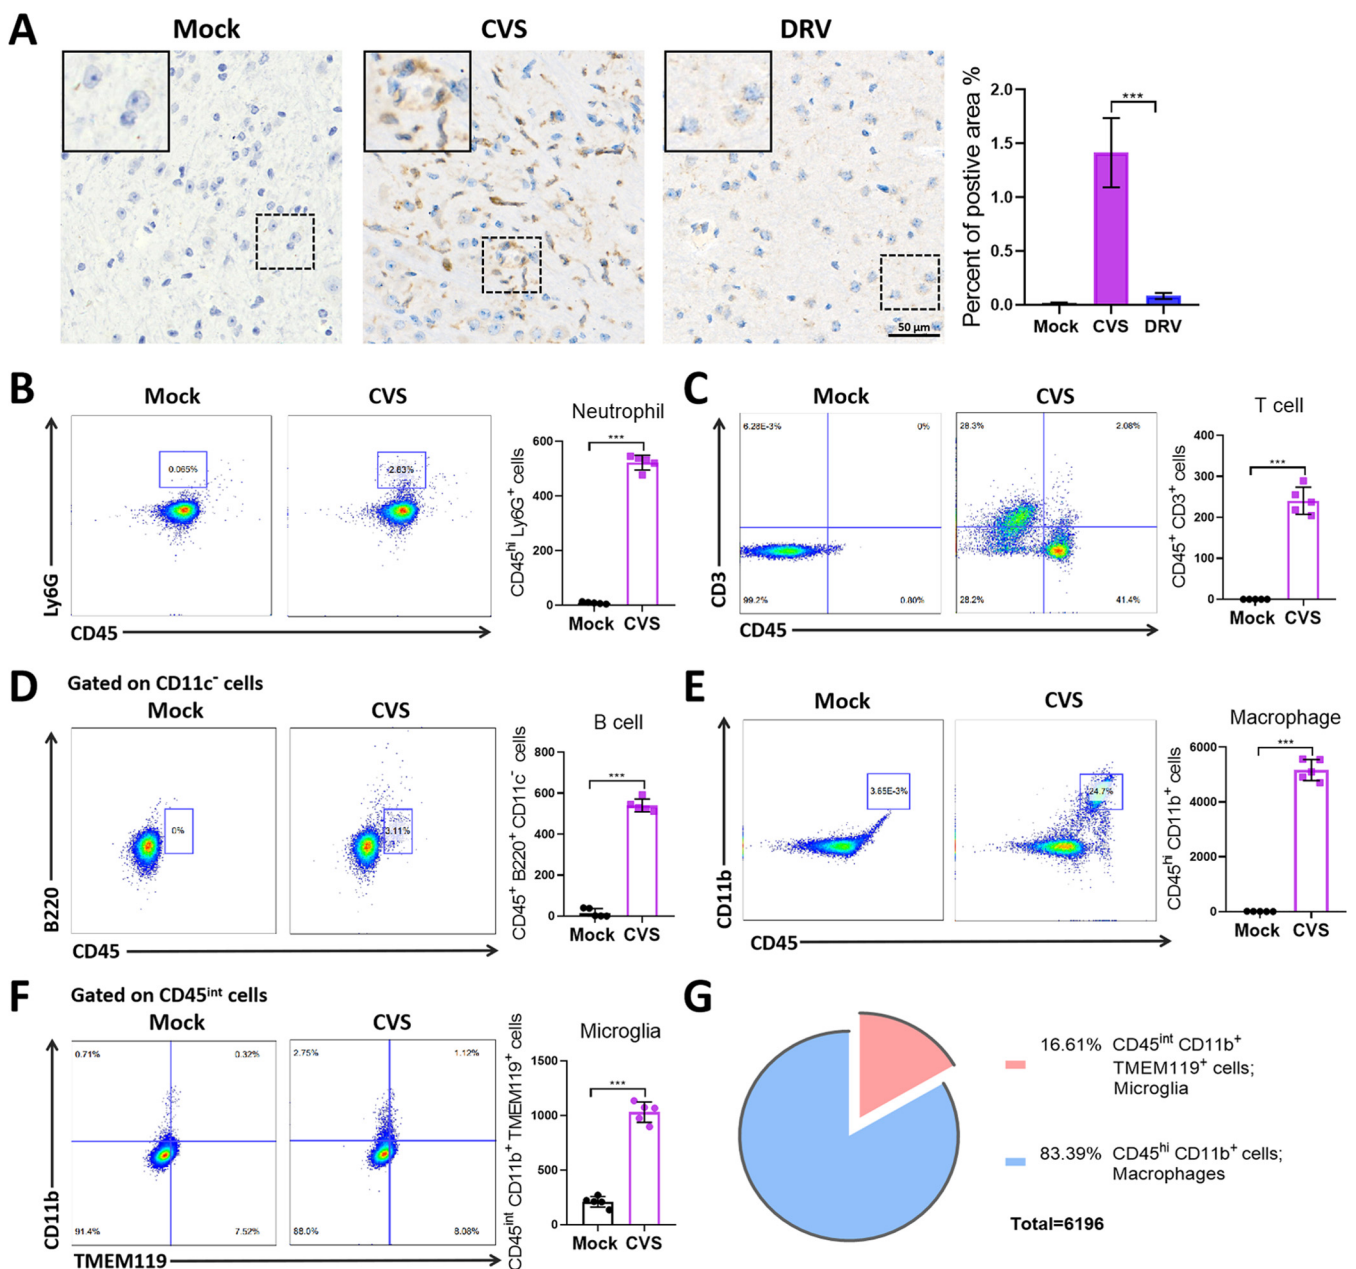 A
Mock
CVS
DRV
50 µm
Percent of postive area %
2.0
1.5
1.0
0.5
0.0
***
Mock CVS DRV
B
Mock
CVS
Neutrophil
Ly6G
0.065%
2.83%
CD45
CD45hi Ly6G+ cells
600
400
200
0
***
Mock CVS
C
Mock
CVS
T cell
CD3
6.28E-3%
0%
99.2%
0.80%
28.3%
2.08%
28.2%
41.4%
CD45
CD45+ CD3+ cells
400
300
200
100
0
***
Mock CVS
D
Gated on CD11c- cells
Mock
CVS
B cell
B220
0%
3.11%
CD45
CD45+ B220+ CD11c- cells
800
600
400
200
0
***
Mock CVS
E
Mock
CVS
Macrophage
CD11b
3.65E-3%
24.7%
CD45
CD45hi CD11b+ cells
6000
4000
2000
0
***
Mock CVS
F
Gated on CD45int cells
Mock
CVS
Microglia
CD11b
0.71%
0.32%
91.4%
7.52%
2.75%
1.12%
88.0%
8.08%
TMEM119
CD45int CD11b+ TMEM119+ cells
1500
1000
500
0
***
Mock CVS
G
16.61% CD45int CD11b+
TMEM119+ cells;
Microglia
83.39% CD45hi CD11b+ cells;
Macrophages
Total=6196